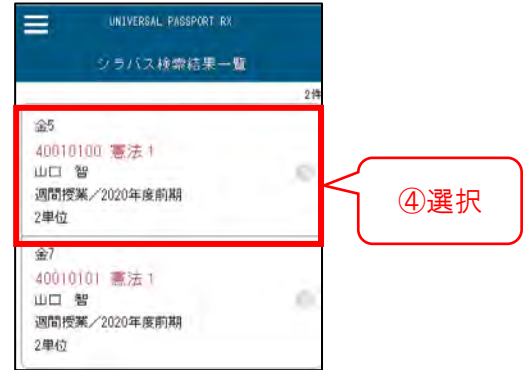 UNIVERSAL PASSPORT RX
シラバス検索結果一覧
2件
金5
40010100 憲法1
山口 智
週間授業/2020年度前期
2単位
④選択
金7
40010101 憲法1
山口 智
週間授業/2020年度前期
2単位